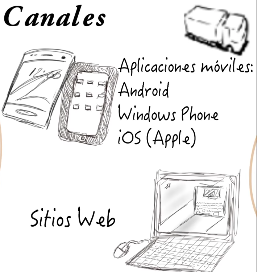 Canales
Aplicaciones móviles:
Android
Windows Phone
iOS (Apple)
Sitios Web